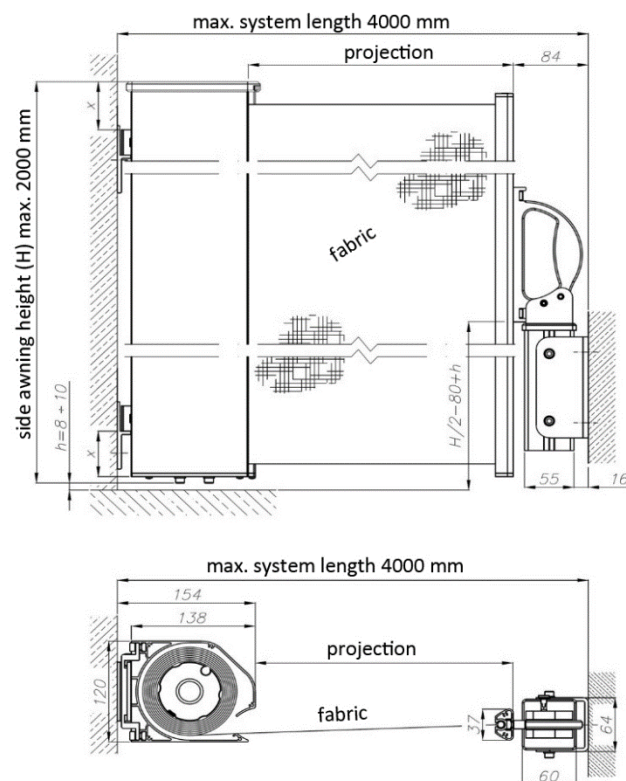 max. system length 4000 mm
projection
84
x
side awning height (H) max. 2000 mm
fabric
H/2-80+h
h=8÷10
x
55
16
max. system length 4000 mm
154
138
projection
120
fabric
37
64
60